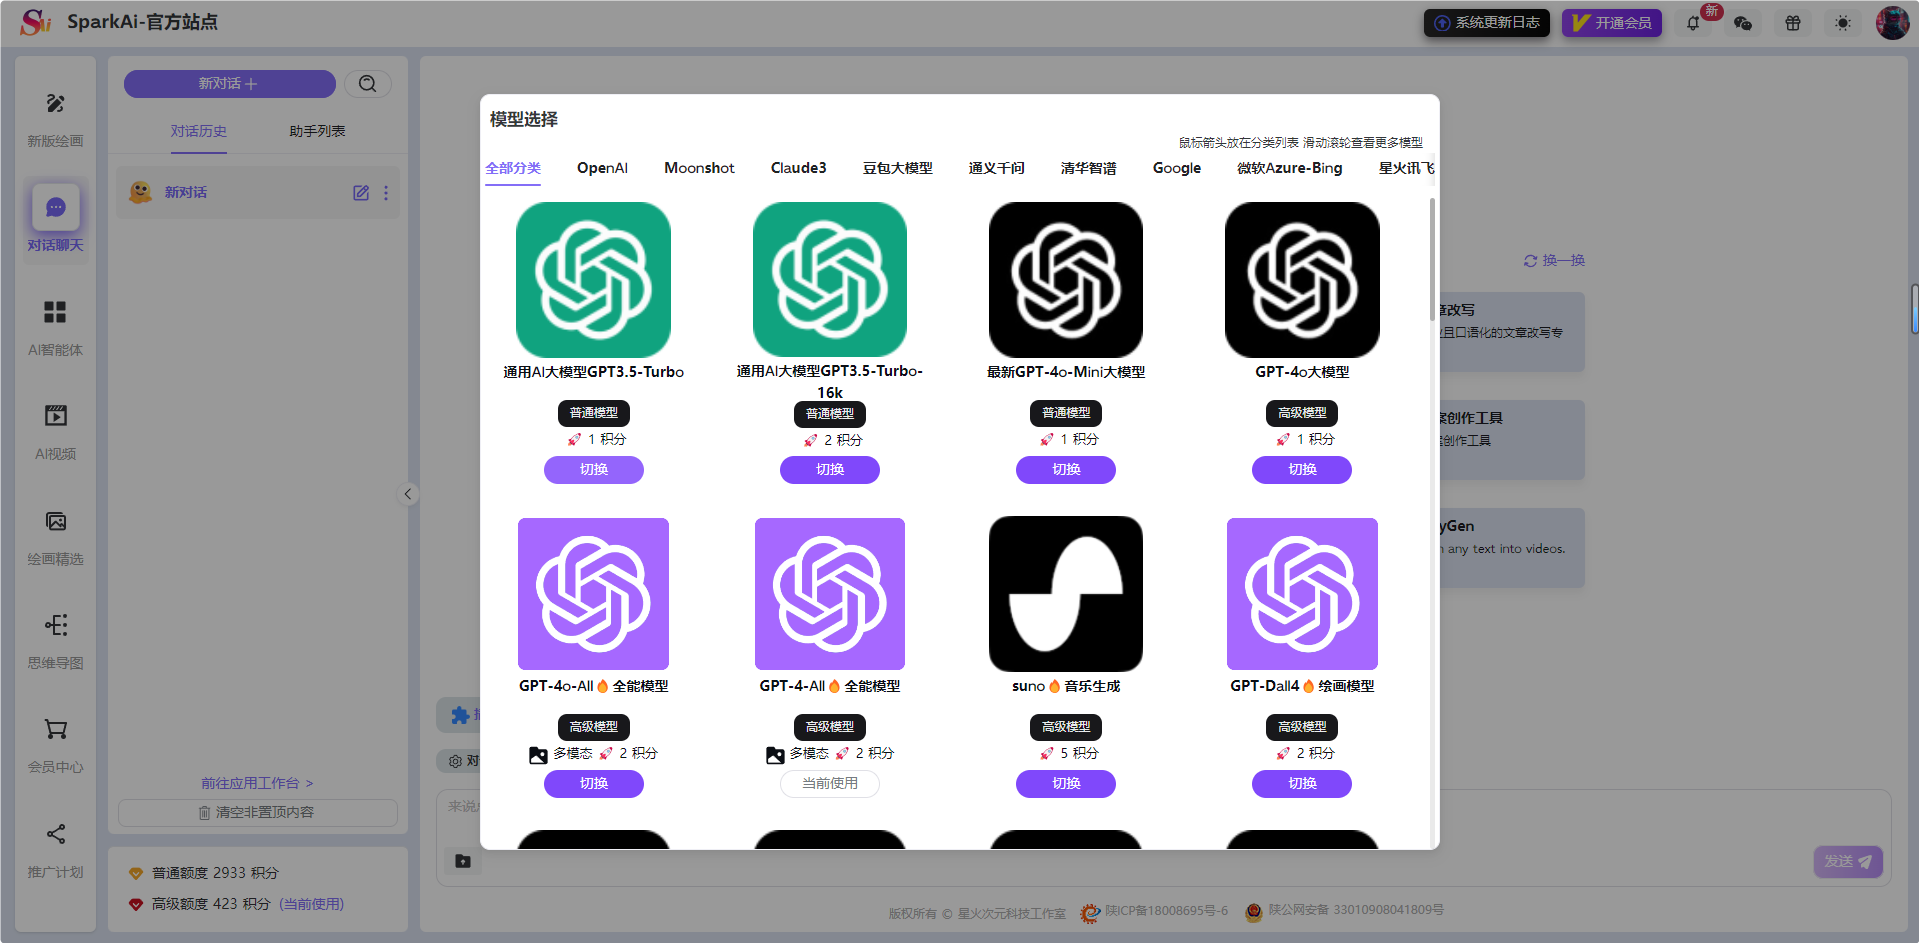 SparkAi-官方站点
系统更新日志
开通会员
新
新版绘画
对话聊天
AI智能体
AI视频
绘画精选
思维导图
会员中心
推广计划
新对话
对话历史
助手列表
新对话
前往应用工作台 >
清空非置顶内容
普通额度 2933 积分
高级额度 423 积分 (当前使用)
模型选择
鼠标箭头放在分类列表 滑动滚轮查看更多模型
全部分类 OpenAI Moonshot Claude3 豆包大模型 通义千问 清华智谱 Google 微软Azure-Bing 星火讯飞
通用AI大模型GPT3.5-Turbo
普通模型
1 积分
切换
通用AI大模型GPT3.5-Turbo-
16k
普通模型
2 积分
切换
最新GPT-4o-Mini大模型
普通模型
1 积分
切换
GPT-4o大模型
高级模型
1 积分
切换
GPT-4o-All🔥全能模型
高级模型
多模态 2 积分
切换
GPT-4-All🔥全能模型
高级模型
多模态 2 积分
当前使用
suno🔥音乐生成
高级模型
5 积分
切换
GPT-Dall4🔥绘画模型
高级模型
2 积分
切换
换一换
章改写
且口语化的文章改写专
案创作工具
创作工具
yGen
any text into videos.
对
来说
发送
版权所有 © 星火次元科技工作室
陕ICP备18008695号-6
陕公网安备 33010908041809号